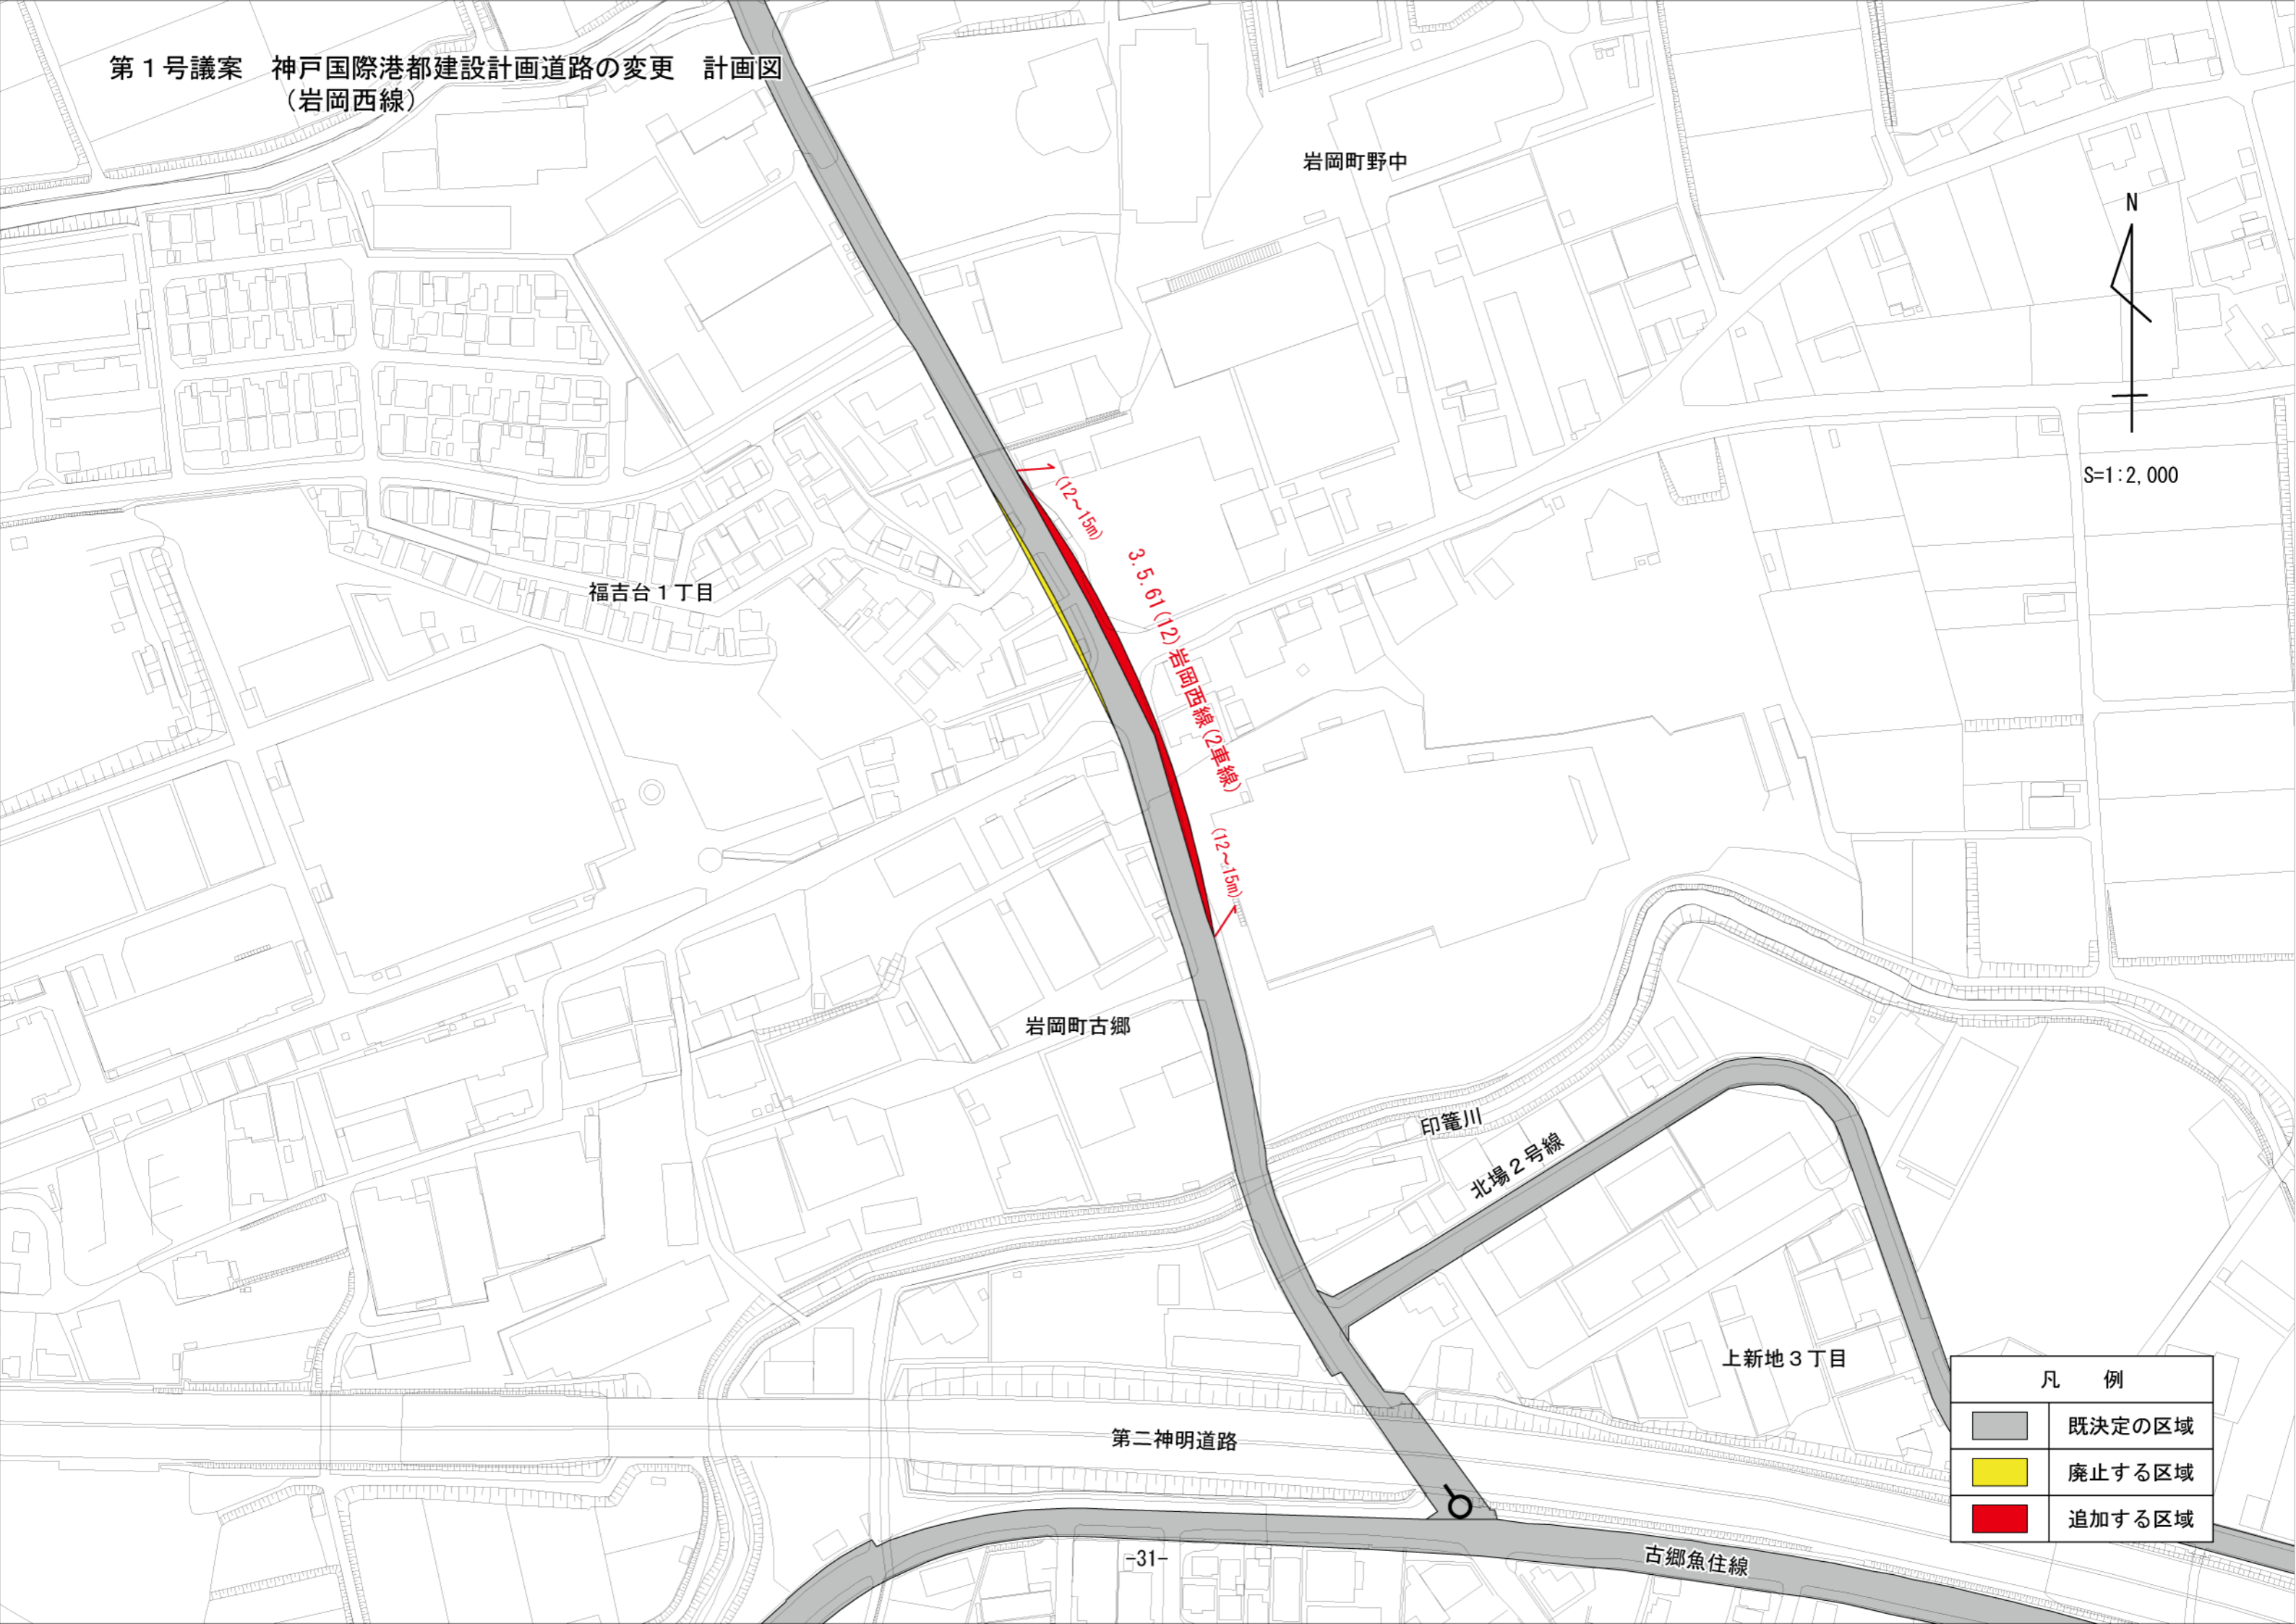 第１号議案　神戸国際港都建設計画道路の変更　計画図
（岩岡西線）
岩岡町野中
N
S=1:2,000
(12～15m)
3.5.61(12)岩岡西線(2車線)
福吉台１丁目
(12～15m)
岩岡町古郷
印篭川
北場２号線
上新地３丁目
第二神明道路
古郷魚住線
凡　例
既決定の区域
廃止する区域
追加する区域
-31-